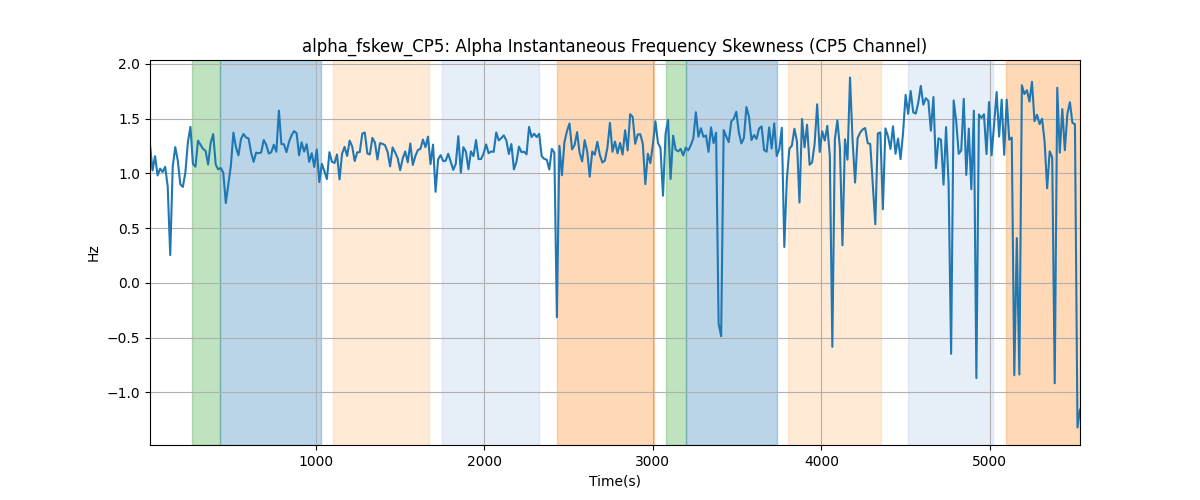 alpha_fskew_CP5: Alpha Instantaneous Frequency Skewness (CP5 Channel)
2.0
1.5
1.0
0.5
0.0
−0.5
−1.0
Hz
1000 2000 3000 4000 5000
Time(s)